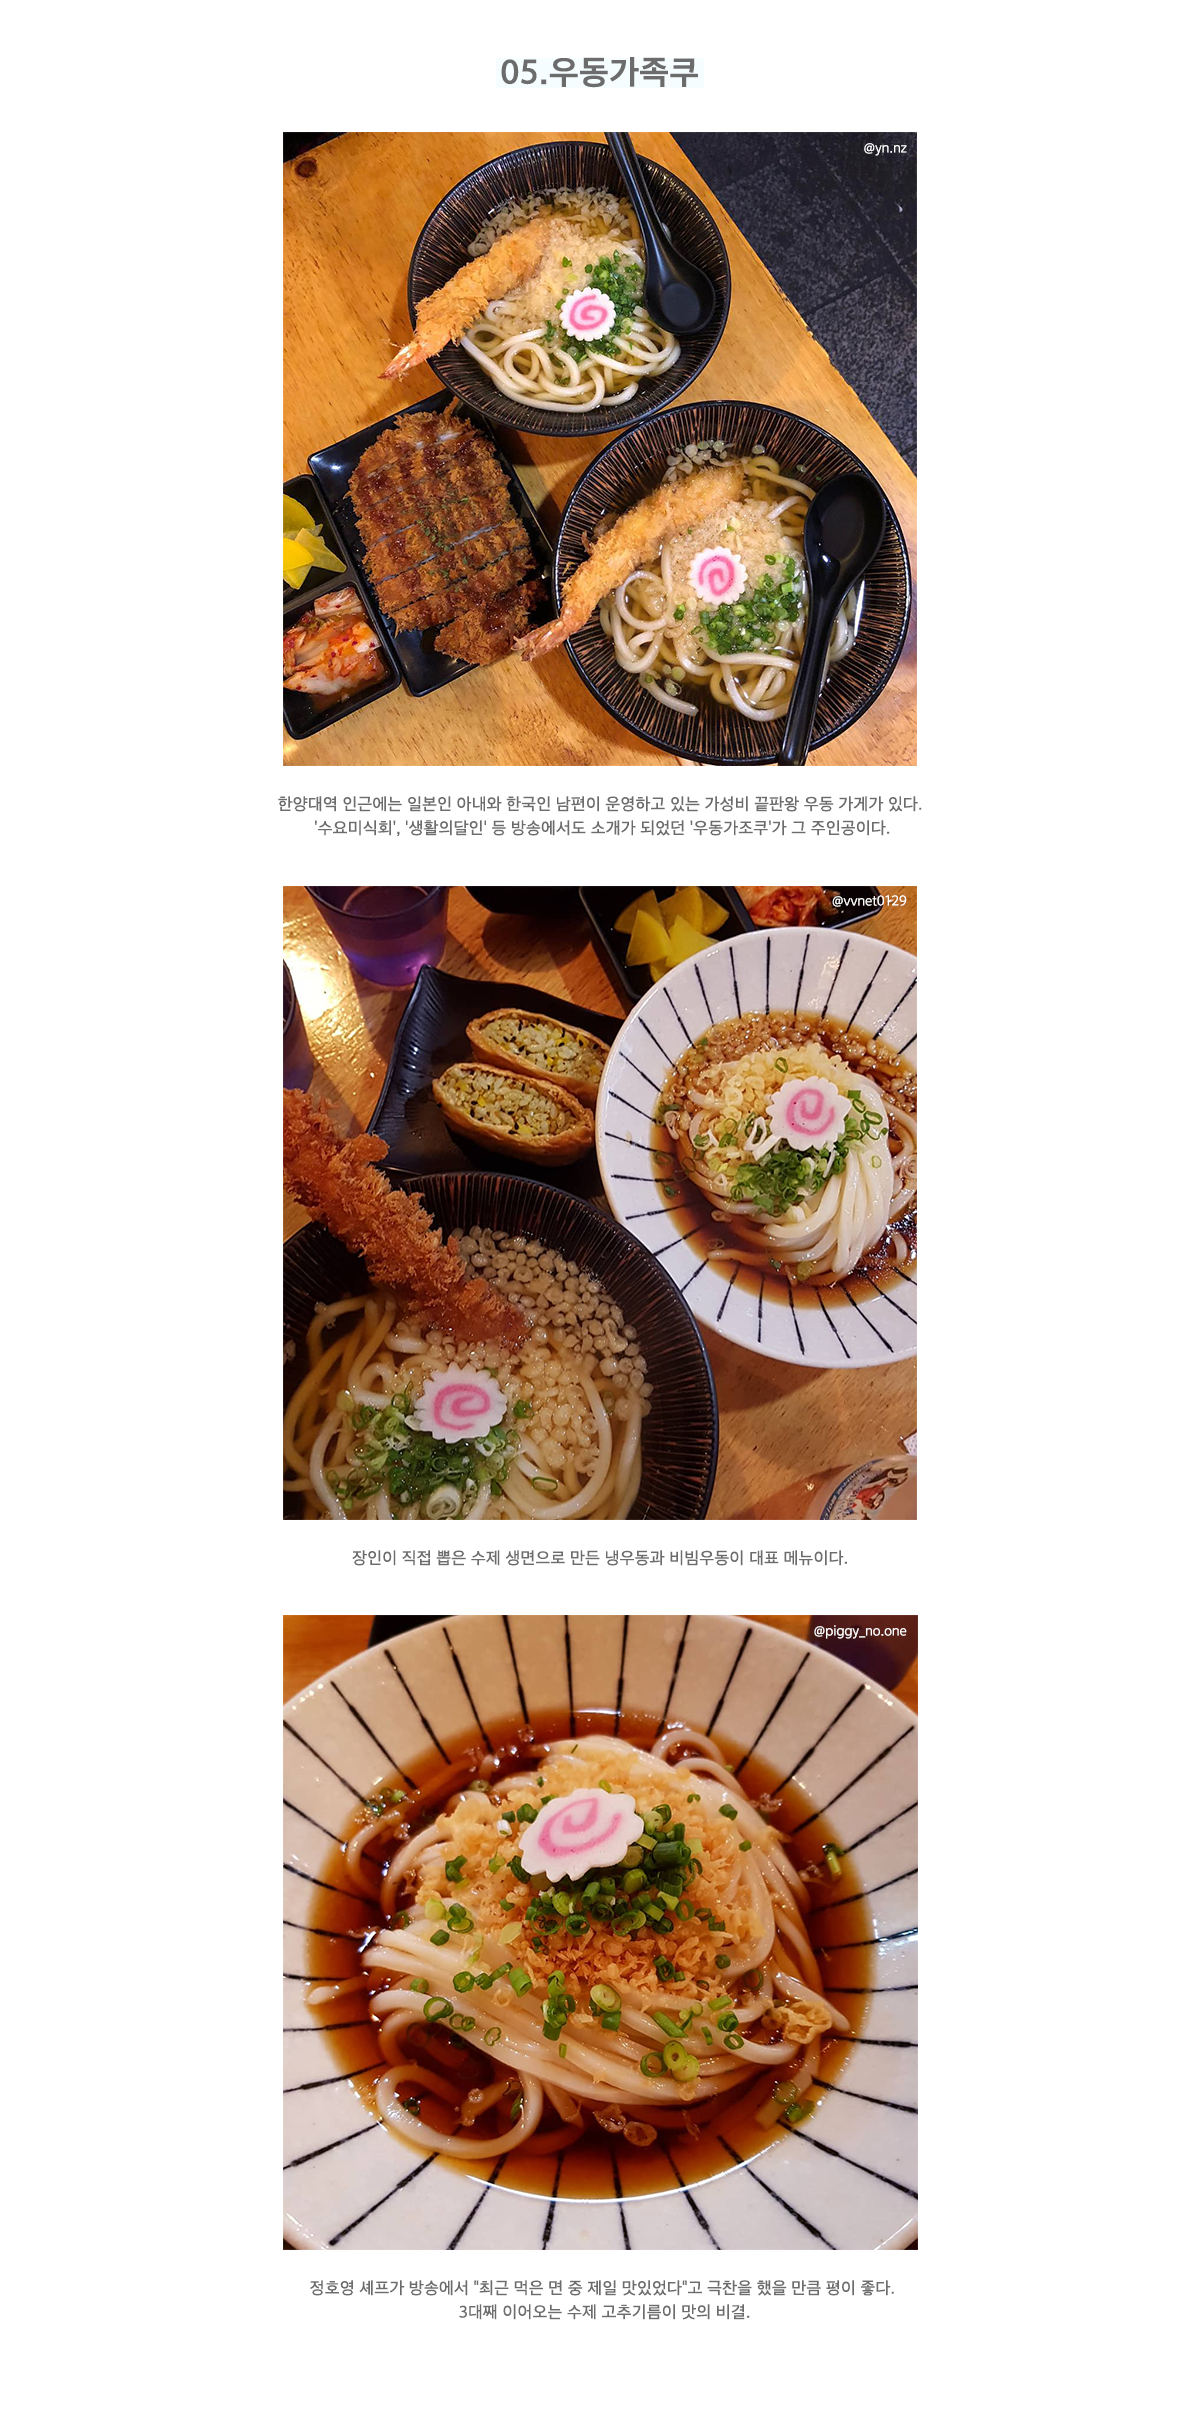 05.우동가족쿠
@yn.nz
한양대역 인근에는 일본인 아내와 한국인 남편이 운영하고 있는 가성비 끝판왕 우동 가게가 있다.
'수요미식회', '생활의달인' 등 방송에서도 소개가 되었던 '우동가조쿠'가 그 주인공이다.
@vvnet0129
장인이 직접 뽑은 수제 생면으로 만든 냉우동과 비빔우동이 대표 메뉴이다.
@piggy_no.one
정호영 셰프가 방송에서 "최근 먹은 면 중 제일 맛있었다"고 극찬을 했을 만큼 평이 좋다.
3대째 이어오는 수제 고추기름이 맛의 비결.